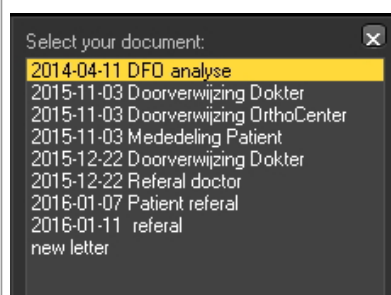 Select your document:
2014-04-11 DFO analyse
2015-11-03 Doorverwijzing Dokter
2015-11-03 Doorverwijzing OrthoCenter
2015-11-03 Mededeling Patient
2015-12-22 Doorverwijzing Dokter
2015-12-22 Referal doctor
2016-01-07 Patient referal
2016-01-11  referal
new letter